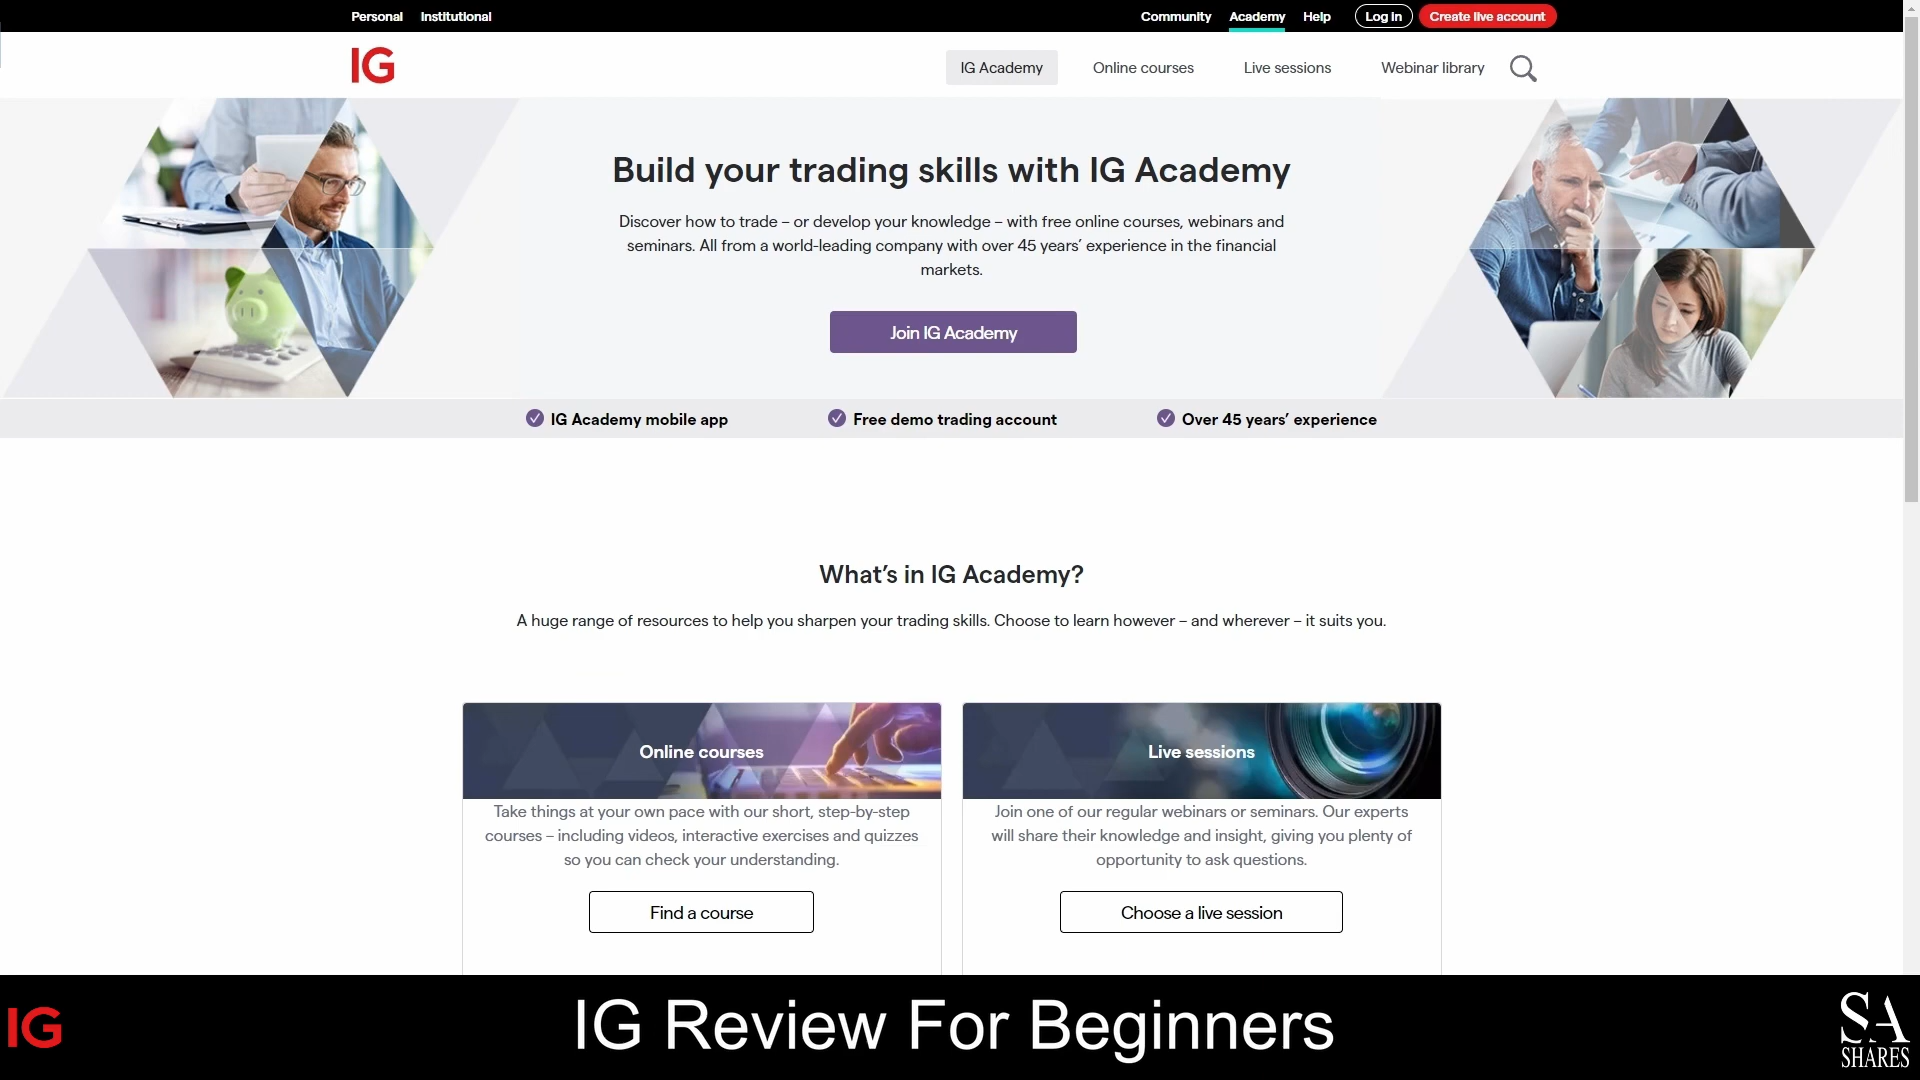 Personal Institutional Community Academy Help Log in Create live account
IG IG Academy Online courses Live sessions Webinar library
Build your trading skills with IG Academy
Discover how to trade – or develop your knowledge – with free online courses, webinars and
seminars. All from a world-leading company with over 45 years’ experience in the financial
markets.
Join IG Academy
IG Academy mobile app Free demo trading account Over 45 years’ experience
What’s in IG Academy?
A huge range of resources to help you sharpen your trading skills. Choose to learn however – and wherever – it suits you.
Online courses
Take things at your own pace with our short, step-by-step
courses – including videos, interactive exercises and quizzes
so you can check your understanding.
Find a course
Live sessions
Join one of our regular webinars or seminars. Our experts
will share their knowledge and insight, giving you plenty of
opportunity to ask questions.
Choose a live session
IG IG Review For Beginners
SA
SHARES